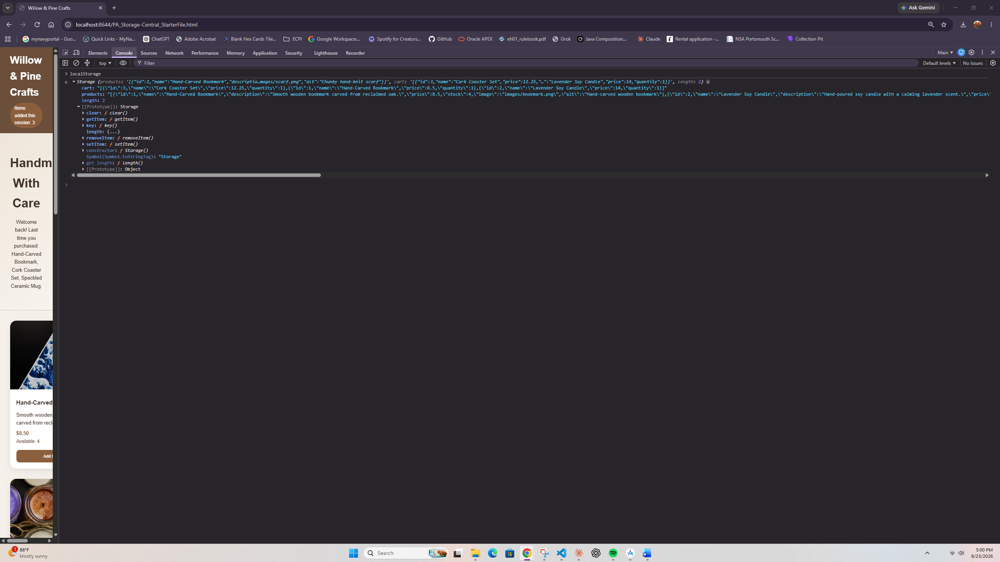 Willow & Pine Crafts
Ask Gemini
localhost:8644/PA_Storage-Central_StarterFile.html
mynavyportal - Goo...
Quick Links - MyNa...
ChatGPT
Adobe Acrobat
Blank Hex Cards Tile...
ECPI
Google Workspace:...
Spotify for Creators...
GitHub
Oracle APEX
eh01_rulebook.pdf
Grok
Java Composition:...
Claude
Rental application -...
NSA Portsmouth Sc...
Collection Pit
Elements Console Sources Network Performance Memory Application Security Lighthouse Recorder
Main
top
Filter
Default levels
No Issues
localStorage
Storage {products: '[{"id":1,"name":"Hand-Carved Bookmark","descriptio…mages/scarf.png","alt":"Chunky hand-knit scarf"}]', cart: '[{"id":3,"name":"Cork Coaster Set","price":12.25,"…":"Lavender Soy Candle","price":14,"quantity":1}]', length: 2}
cart: "[{\"id\":3,\"name\":\"Cork Coaster Set\",\"price\":12.25,\"quantity\":1},{\"id\":1,\"name\":\"Hand-Carved Bookmark\",\"price\":8.5,\"quantity\":1},{\"id\":2,\"name\":\"Lavender Soy Candle\",\"price\":14,\"quantity\":1}]"
products: "[{\"id\":1,\"name\":\"Hand-Carved Bookmark\",\"description\":\"Smooth wooden bookmark carved from reclaimed oak.\",\"price\":8.5,\"stock\":4,\"image\":\"images/bookmark.png\",\"alt\":\"Hand-carved wooden bookmark\"},{\"id\":2,\"name\":\"Lavender Soy Candle\",\"description\":\"Hand-poured soy candle with a calming lavender scent.\",\"price\"
length: 2
[[Prototype]]: Storage
clear: ƒ clear()
getItem: ƒ getItem()
key: ƒ key()
length: (...)
removeItem: ƒ removeItem()
setItem: ƒ setItem()
constructor: ƒ Storage()
Symbol(Symbol.toStringTag): "Storage"
get length: ƒ length()
[[Prototype]]: Object
Willow
& Pine
Crafts
Items
added this
session: 3
Handm
With
Care
Welcome
back! Last
time you
purchased:
Hand-Carved
Bookmark,
Cork Coaster
Set, Speckled
Ceramic Mug.
Hand-Carved
Smooth wooden
carved from recla
$8.50
Available: 4
Add t
1
88°F
Mostly sunny
Search
5:00 PM
8/23/2026